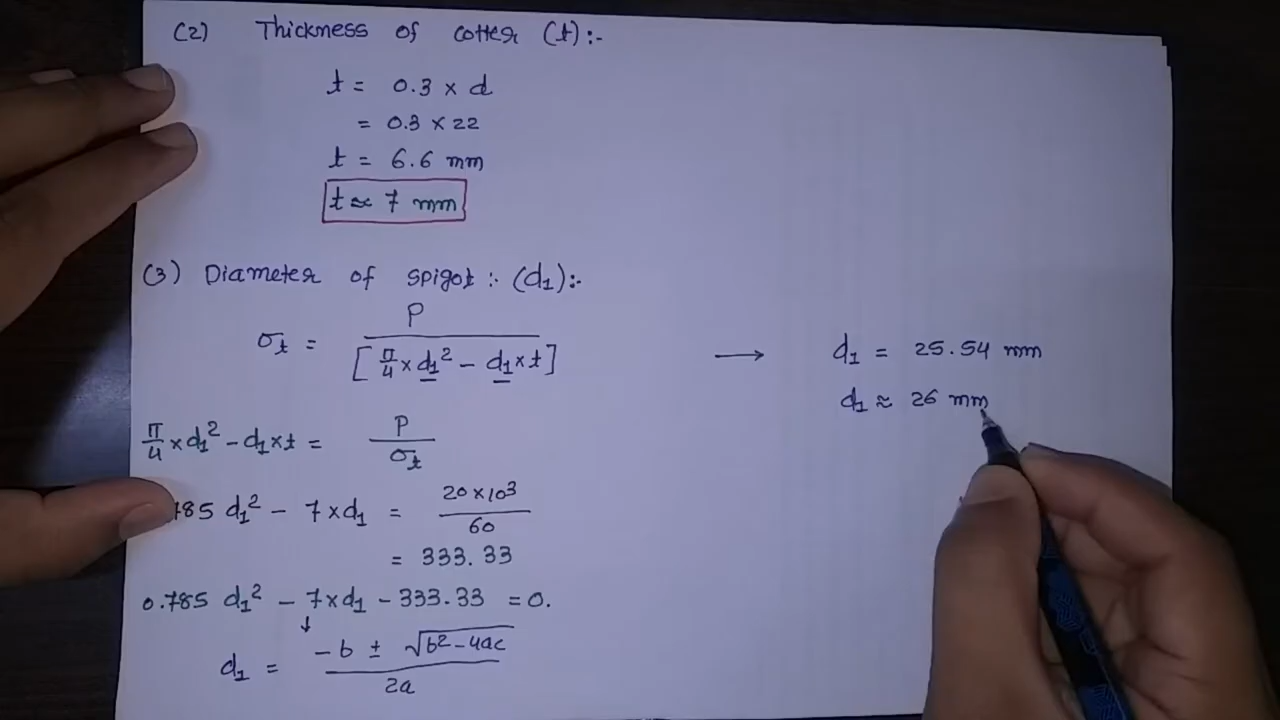 (2) Thickness of cotter (t):-
t = 0.3 × d
= 0.3 × 22
t = 6.6 mm
t ≈ 7 mm
(3) Diameter of spigot :. (d₁):-
σt = P / [π/4 × d₁² - d₁ × t]
π/4 × d₁² - d₁ × t = P / σt
785 d₁² - 7 × d₁ = 20 × 10³ / 60
= 333.33
0.785 d₁² - 7 × d₁ - 333.33 = 0.
↓
d₁ = -b ± √b² - 4ac / 2a
→ d₁ = 25.54 mm
d₁ ≈ 26 mm